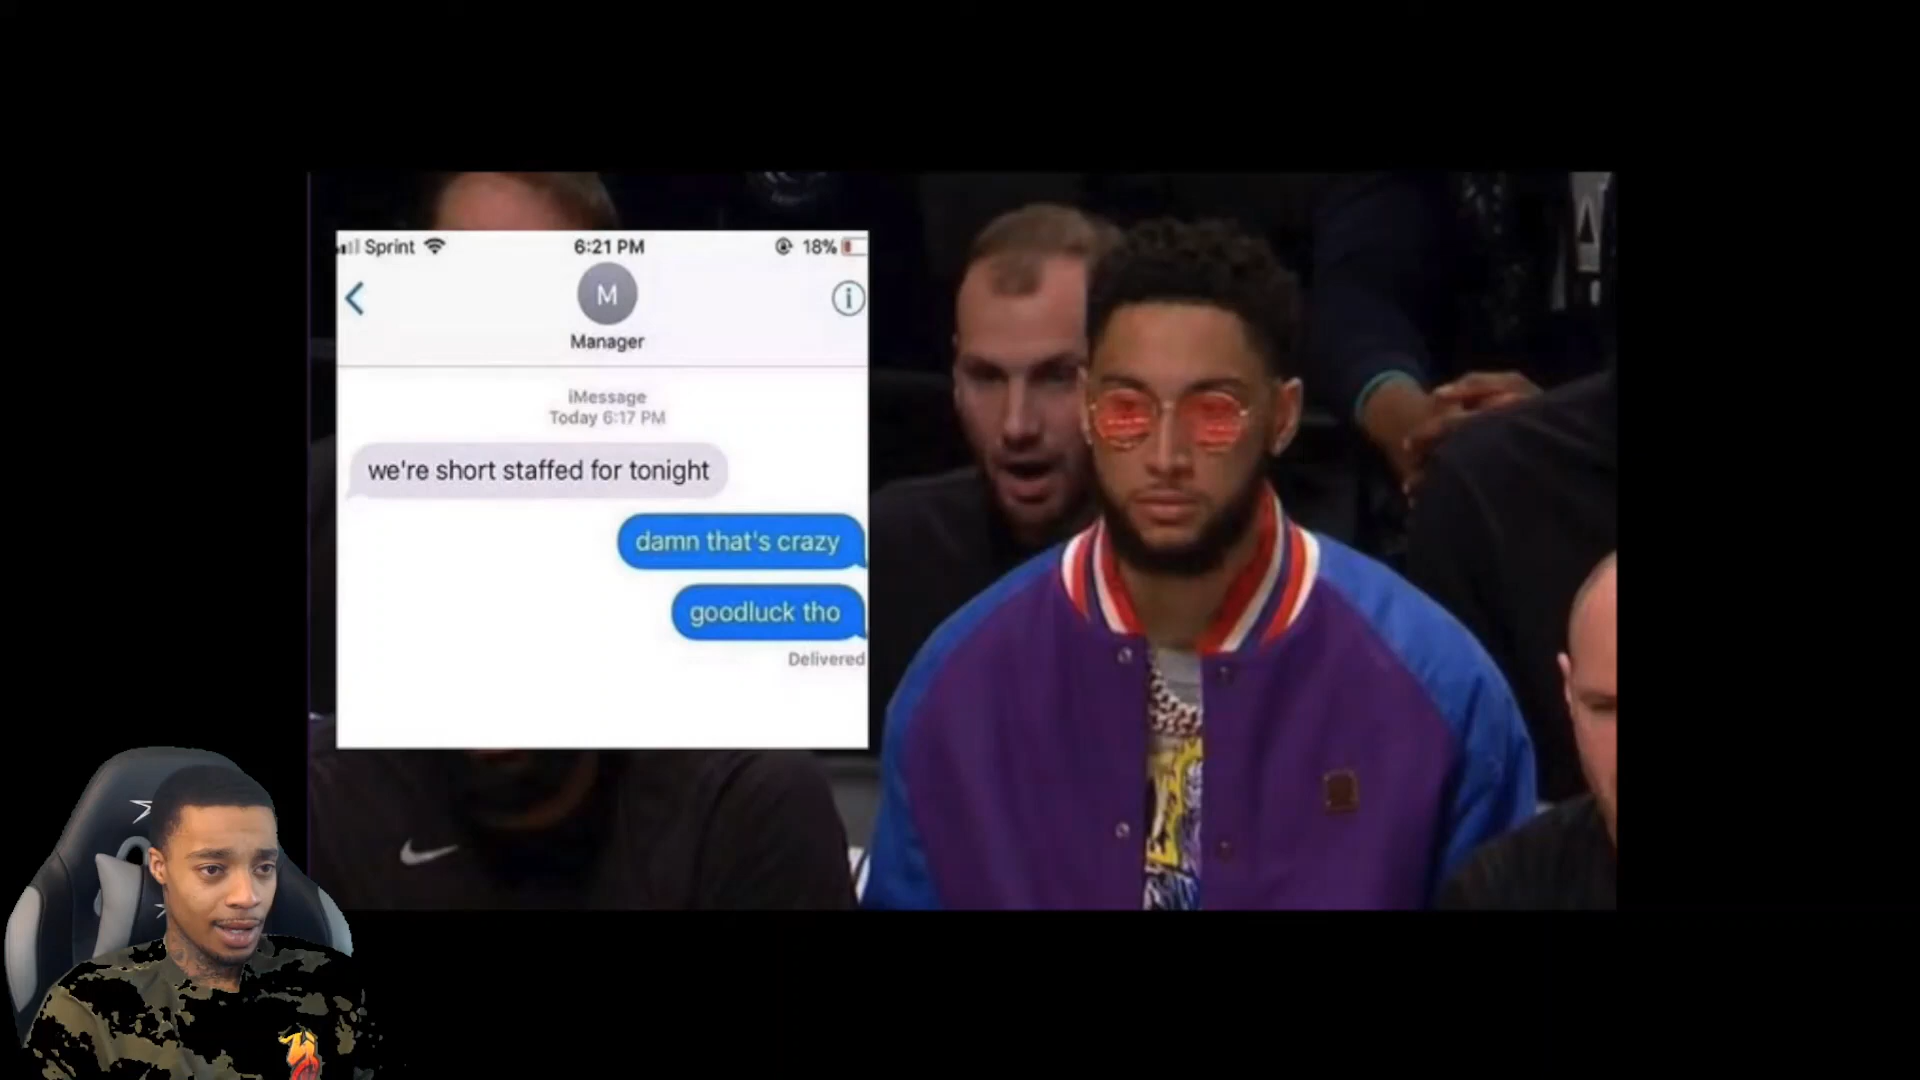 Sprint 6:21 PM 18%
M
Manager
iMessage
Today 6:17 PM
we're short staffed for tonight
damn that's crazy
goodluck tho
Delivered